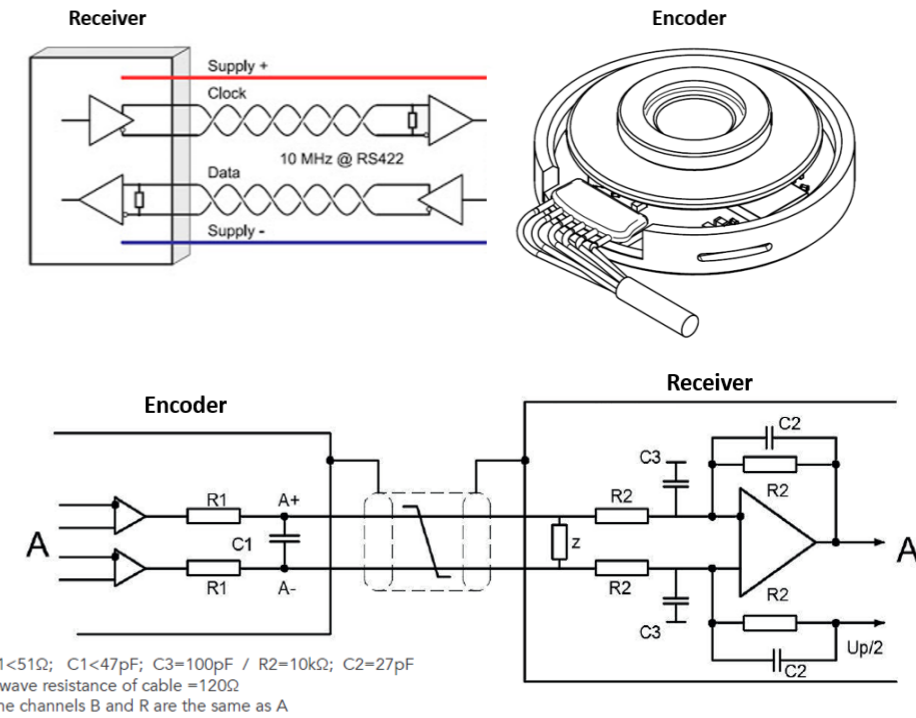 Receiver
Encoder
Supply +
Clock
10 MHz @ RS422
Data
Supply -
Encoder
Receiver
C2
C3
R1
A+
R2
R2
A
C1
z
A
R1
A-
R2
R2
C3
Up/2
C2
1<51Ω; C1<47pF; C3=100pF / R2=10kΩ; C2=27pF
wave resistance of cable =120Ω
ne channels B and R are the same as A